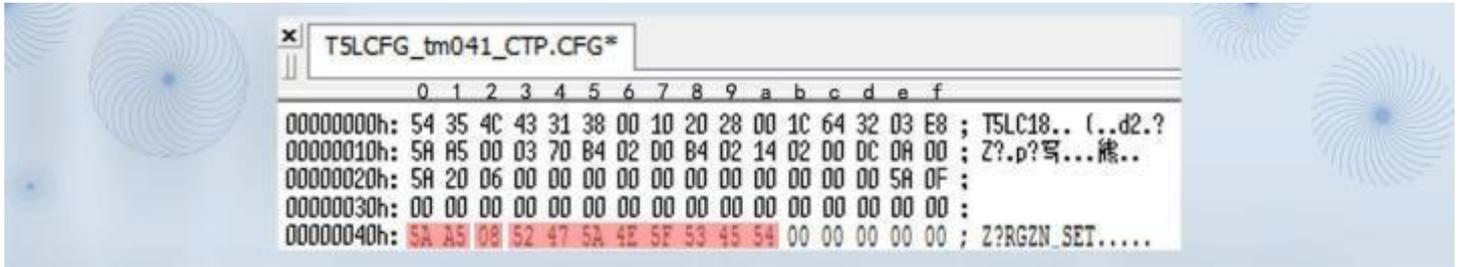 T5LCFG_tm041_CTP.CFG*
0 1 2 3 4 5 6 7 8 9 a b c d e f
00000000h: 54 35 4C 43 31 38 00 10 20 28 00 1C 64 32 03 E8 ; T5LC18.. (..d2.?
00000010h: 5A A5 00 03 70 B4 02 00 B4 02 14 02 00 DC 0A 00 ; Z?.p?写...膗..
00000020h: 5A 20 06 00 00 00 00 00 00 00 00 00 00 00 5A 0F ;
00000030h: 00 00 00 00 00 00 00 00 00 00 00 00 00 00 00 00 ;
00000040h: 5A A5 08 52 47 5A 4E 5F 53 45 54 00 00 00 00 00 ; Z?RGZN_SET.....